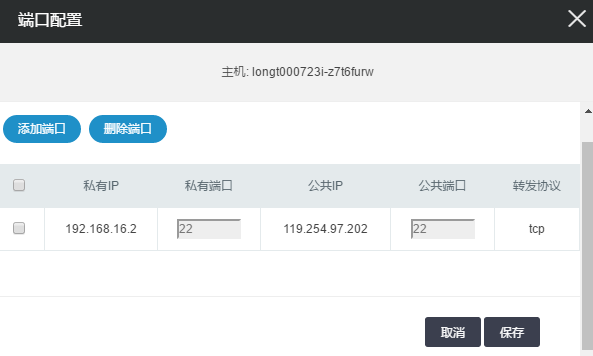 端口配置
主机: longt000723i-z7t6furw
添加端口 删除端口
私有IP 私有端口 公共IP 公共端口 转发协议
192.168.16.2 22 119.254.97.202 22 tcp
取消 保存